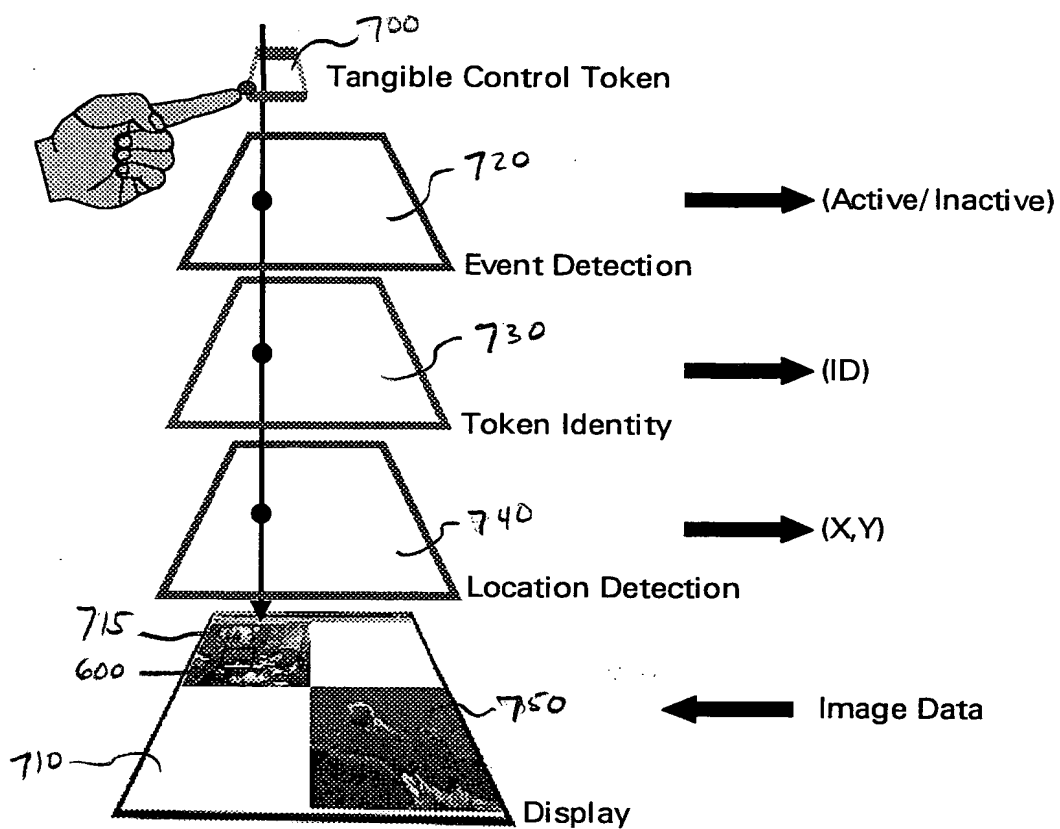 700
Tangible Control Token
720
(Active/Inactive)
Event Detection
730
(ID)
Token Identity
740
(X,Y)
Location Detection
715
600
750
Image Data
710
Display